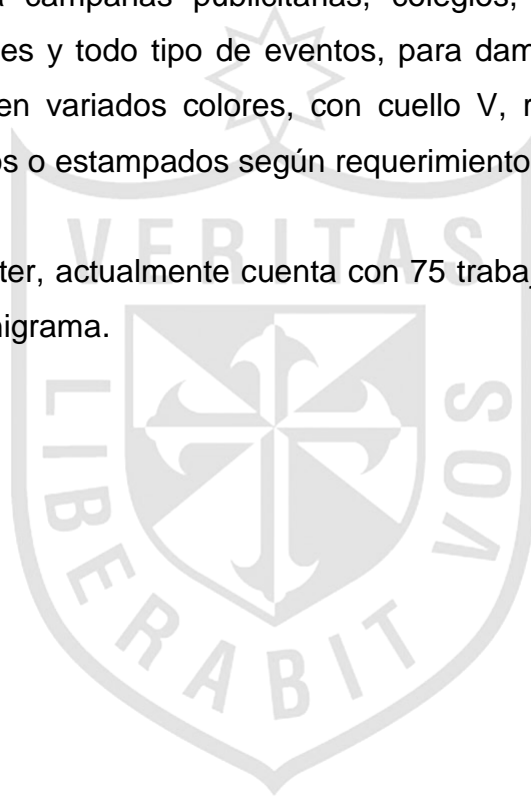 campañas publicitarias, colegios,
es y todo tipo de eventos, para dam
en variados colores, con cuello V,
os o estampados según requerimiento
ter, actualmente cuenta con 75 trabaj
nigrama.
VERITAS
LIBERABIT VOS